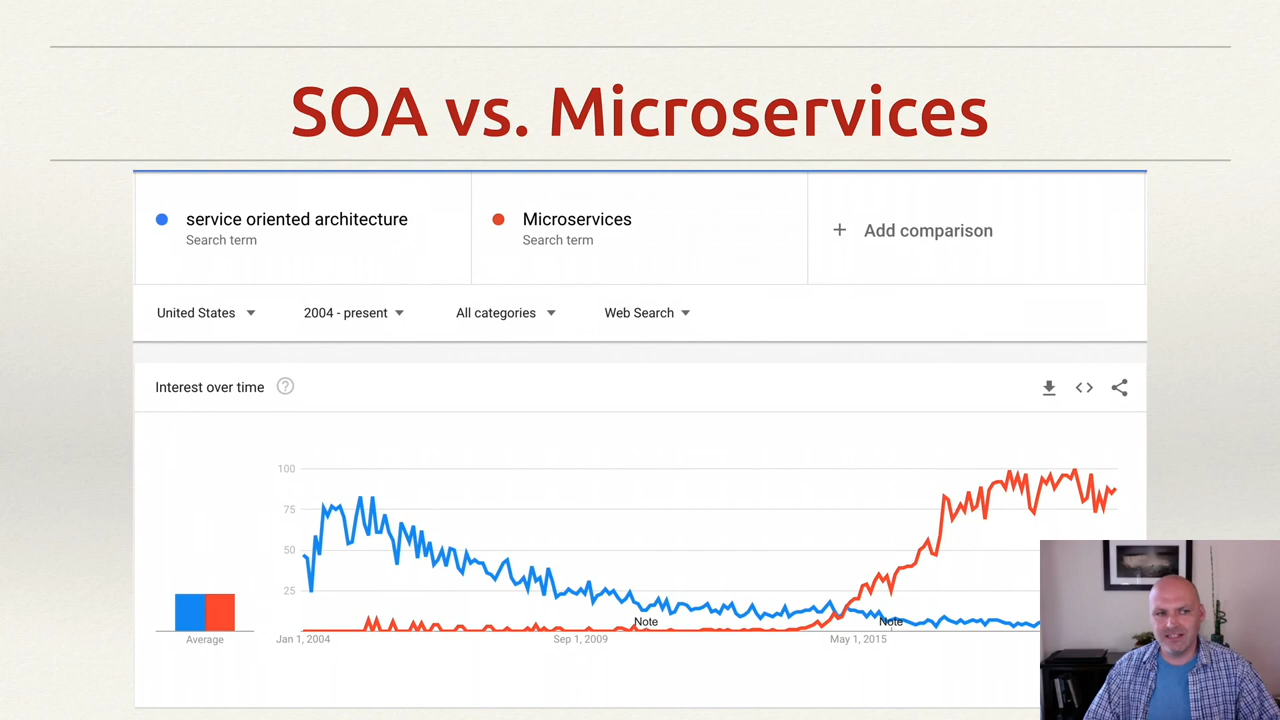 SOA vs. Microservices
service oriented architecture
Search term
Microservices
Search term
+ Add comparison
United States
2004 - present
All categories
Web Search
Interest over time ?
100
75
50
25
Note
Note
Average
Jan 1, 2004
Sep 1, 2009
May 1, 2015